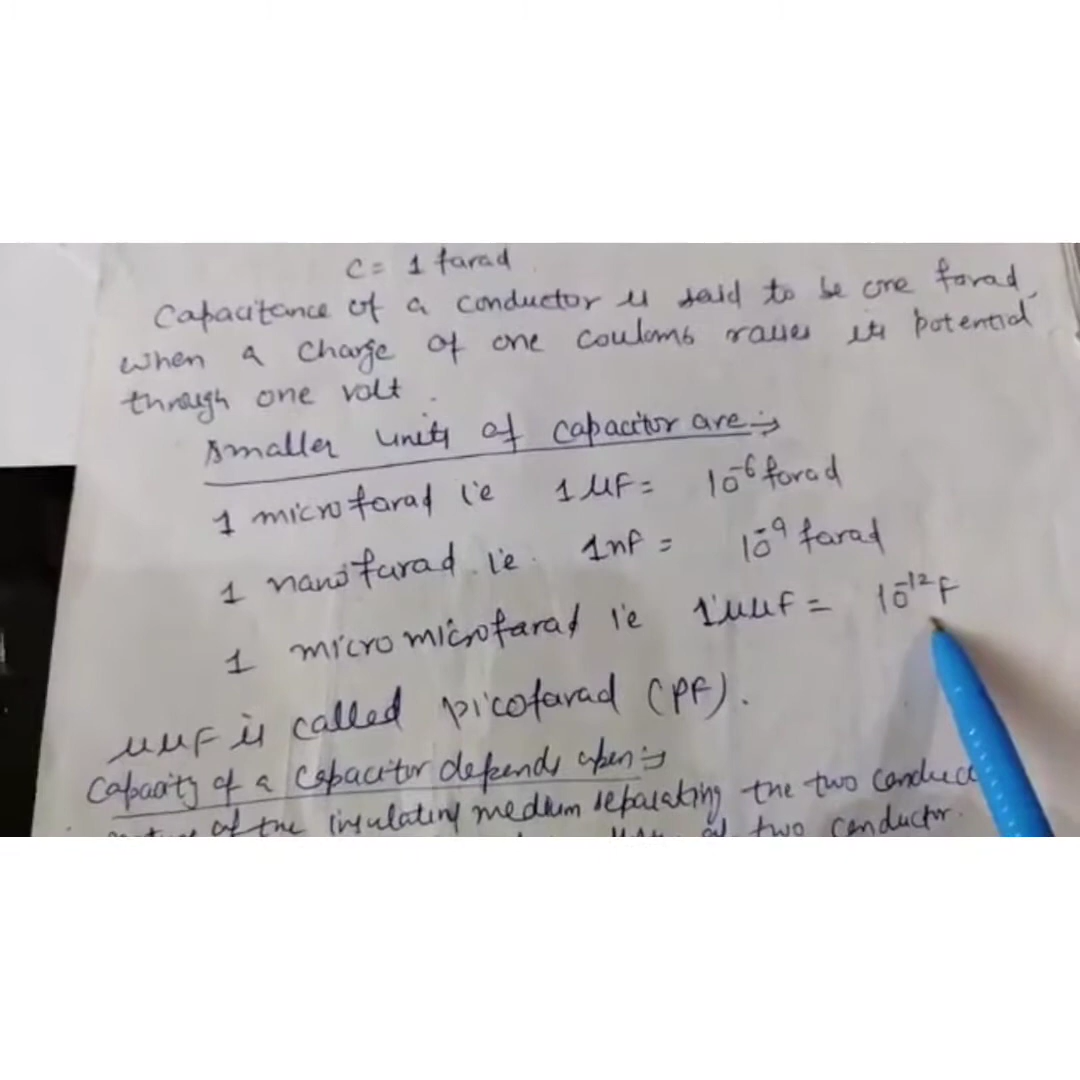 C = 1 farad
Capacitance of a conductor is said to be one farad,
when a charge of one coulomb raises its potential
through one volt.
Smaller units of capacitor are :→
1 microfarad i'e 1 μF = 10⁻⁶ farad
1 nanofarad i'e 1nF = 10⁻⁹ farad
1 micro microfarad i'e 1μμF = 10⁻¹² F
μμF is called picofarad (PF).
Capacity of a capacitor depends upon :→
of the insulating medium separating the two
two conductor.